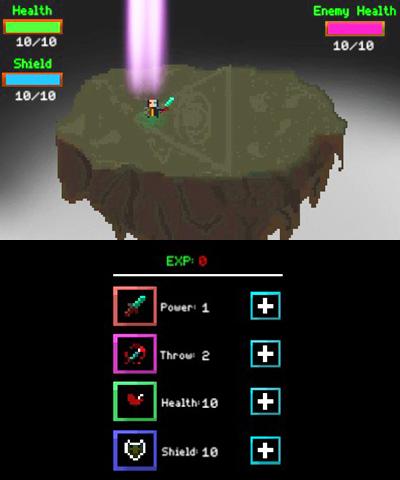 Health
10/10
Shield
10/10
Enemy Health
10/10
EXP: 0
Power: 1
Throw: 2
Health: 10
Shield: 10